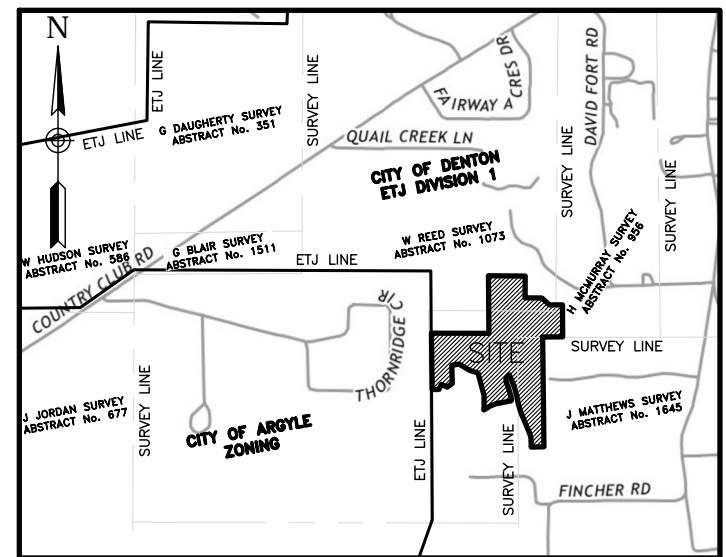 N
ETJ LINE
ETJ LINE
G DAUGHERTY SURVEY
ABSTRACT No. 351
SURVEY LINE
FAIRWAY ACRES DR
DAVID FORT RD
QUAIL CREEK LN
CITY OF DENTON
ETJ DIVISION 1
SURVEY LINE
SURVEY LINE
W HUDSON SURVEY
ABSTRACT No. 586
G BLAIR SURVEY
ABSTRACT No. 1511
ETJ LINE
W REED SURVEY
ABSTRACT No. 1073
H MCMURRAY SURVEY
ABSTRACT No. 956
COUNTRY CLUB RD
THORNRIDGE CIR
SITE
SURVEY LINE
J JORDAN SURVEY
ABSTRACT No. 677
SURVEY LINE
CITY OF ARGYLE
ZONING
ETJ LINE
SURVEY LINE
J MATTHEWS SURVEY
ABSTRACT No. 1645
FINCHER RD